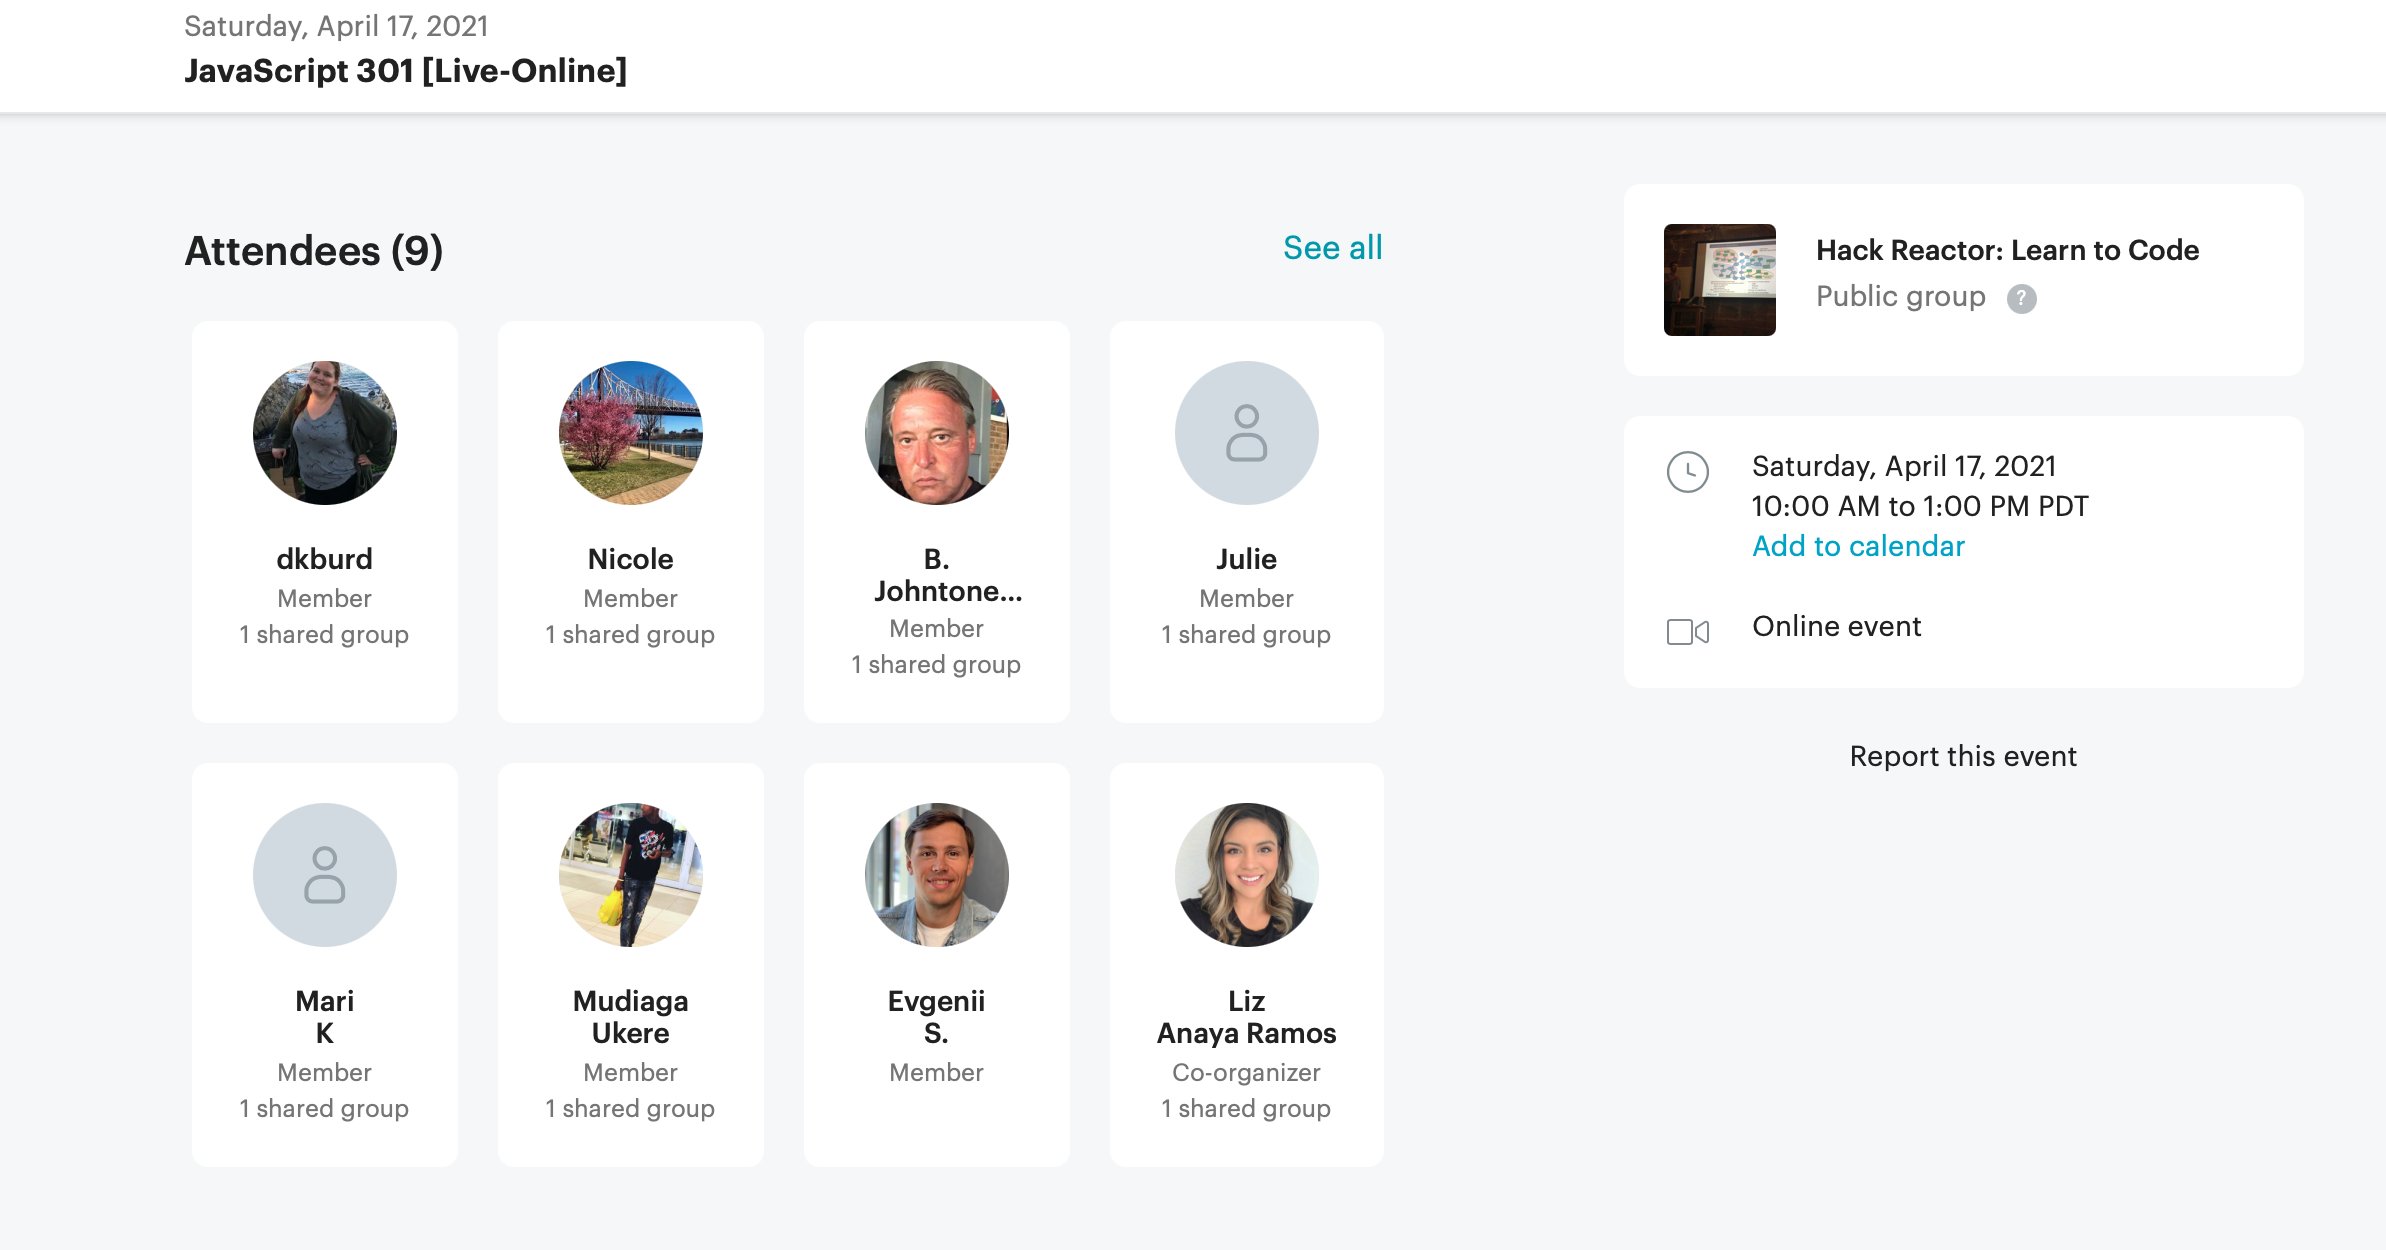 Saturday, April 17, 2021
JavaScript 301 [Live-Online]
Attendees (9)
See all
dkburd
Member
1 shared group
Nicole
Member
1 shared group
B.
Johntone...
Member
1 shared group
Julie
Member
1 shared group
Mari
K
Member
1 shared group
Mudiaga
Ukere
Member
1 shared group
Evgenii
S.
Member
Liz
Anaya Ramos
Co-organizer
1 shared group
Hack Reactor: Learn to Code
Public group ?
Saturday, April 17, 2021
10:00 AM to 1:00 PM PDT
Add to calendar
Online event
Report this event